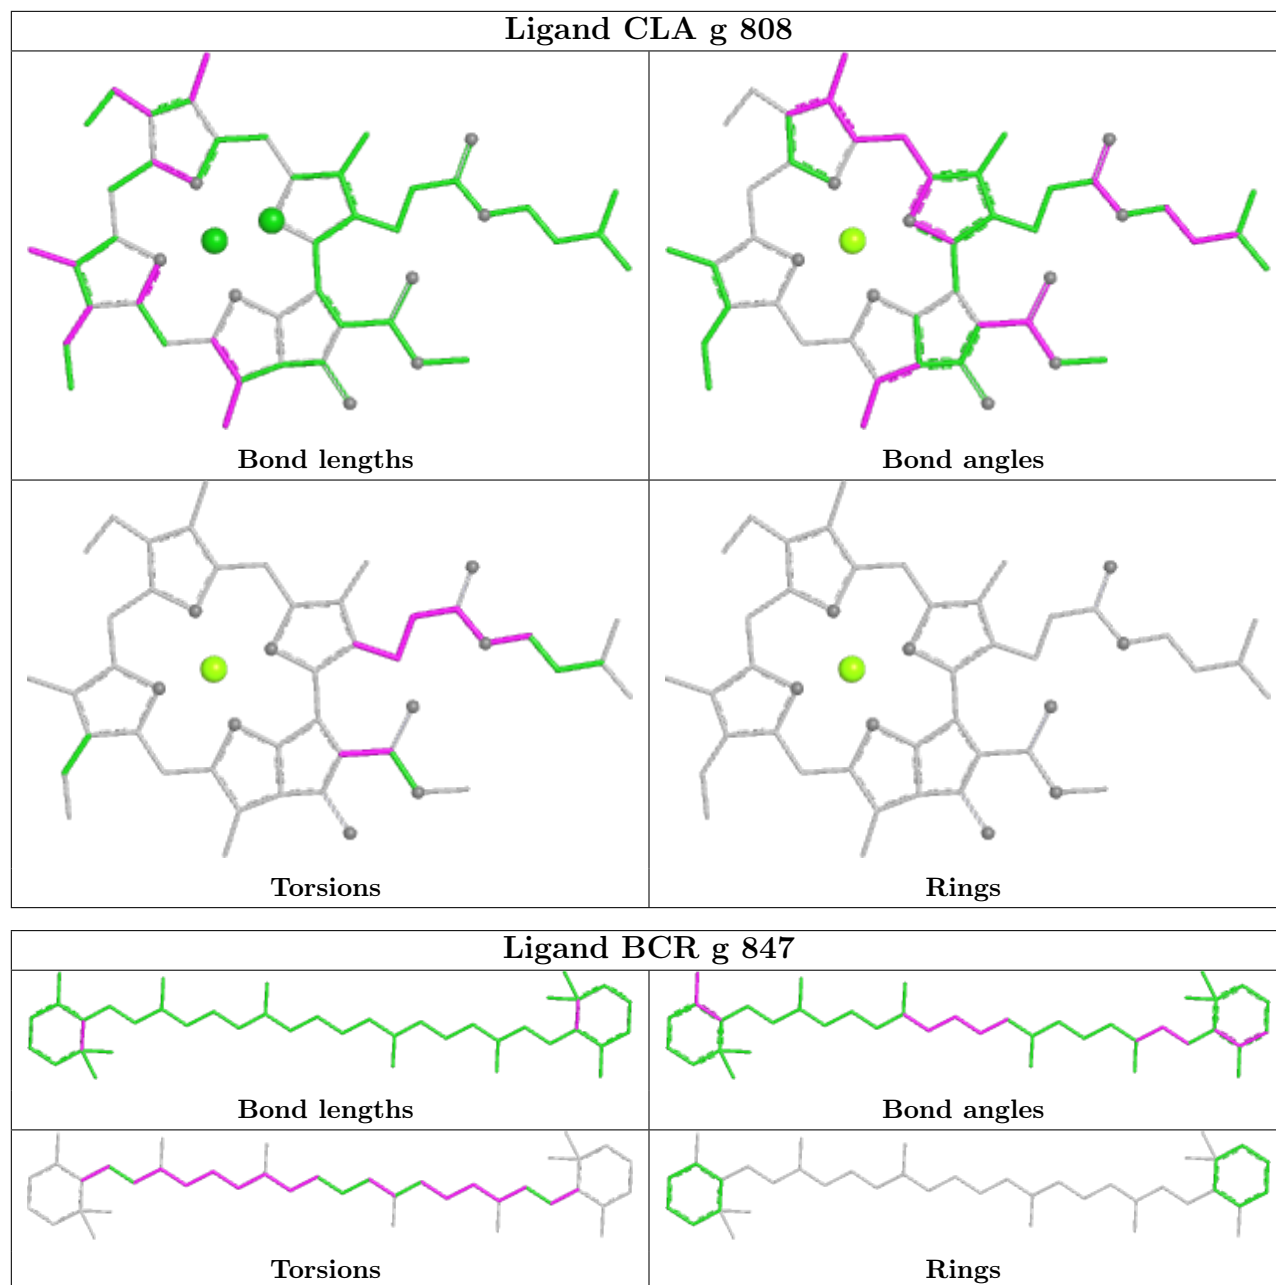 Ligand CLA g 808
Bond lengths
Bond angles
Torsions
Rings
Ligand BCR g 847
Bond lengths
Bond angles
Torsions
Rings